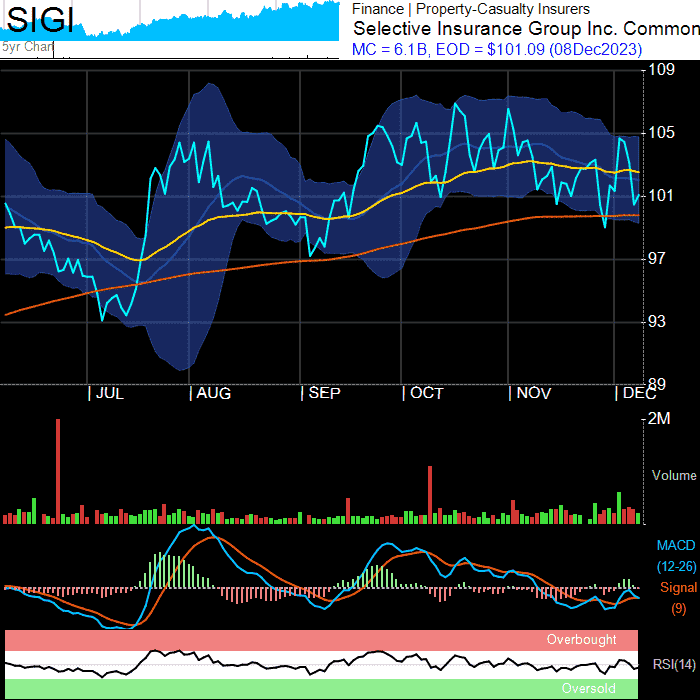 SIGI
5yr Chart
Finance | Property-Casualty Insurers
Selective Insurance Group Inc. Common
MC = 6.1B, EOD = $101.09 (08Dec2023)
109
105
101
97
93
89
JUL AUG SEP OCT NOV DEC
2M
Volume
MACD
(12-26)
Signal
(9)
Overbought
RSI(14)
Oversold